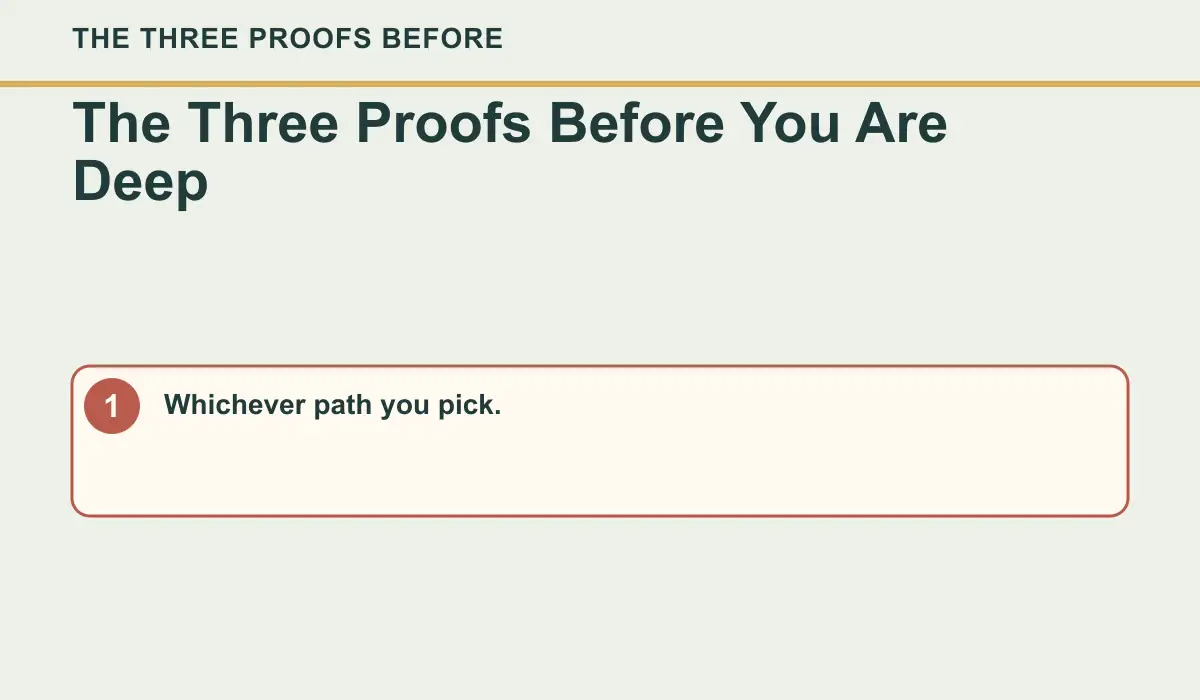 THE THREE PROOFS BEFORE
The Three Proofs Before You Are
Deep
1 Whichever path you pick.